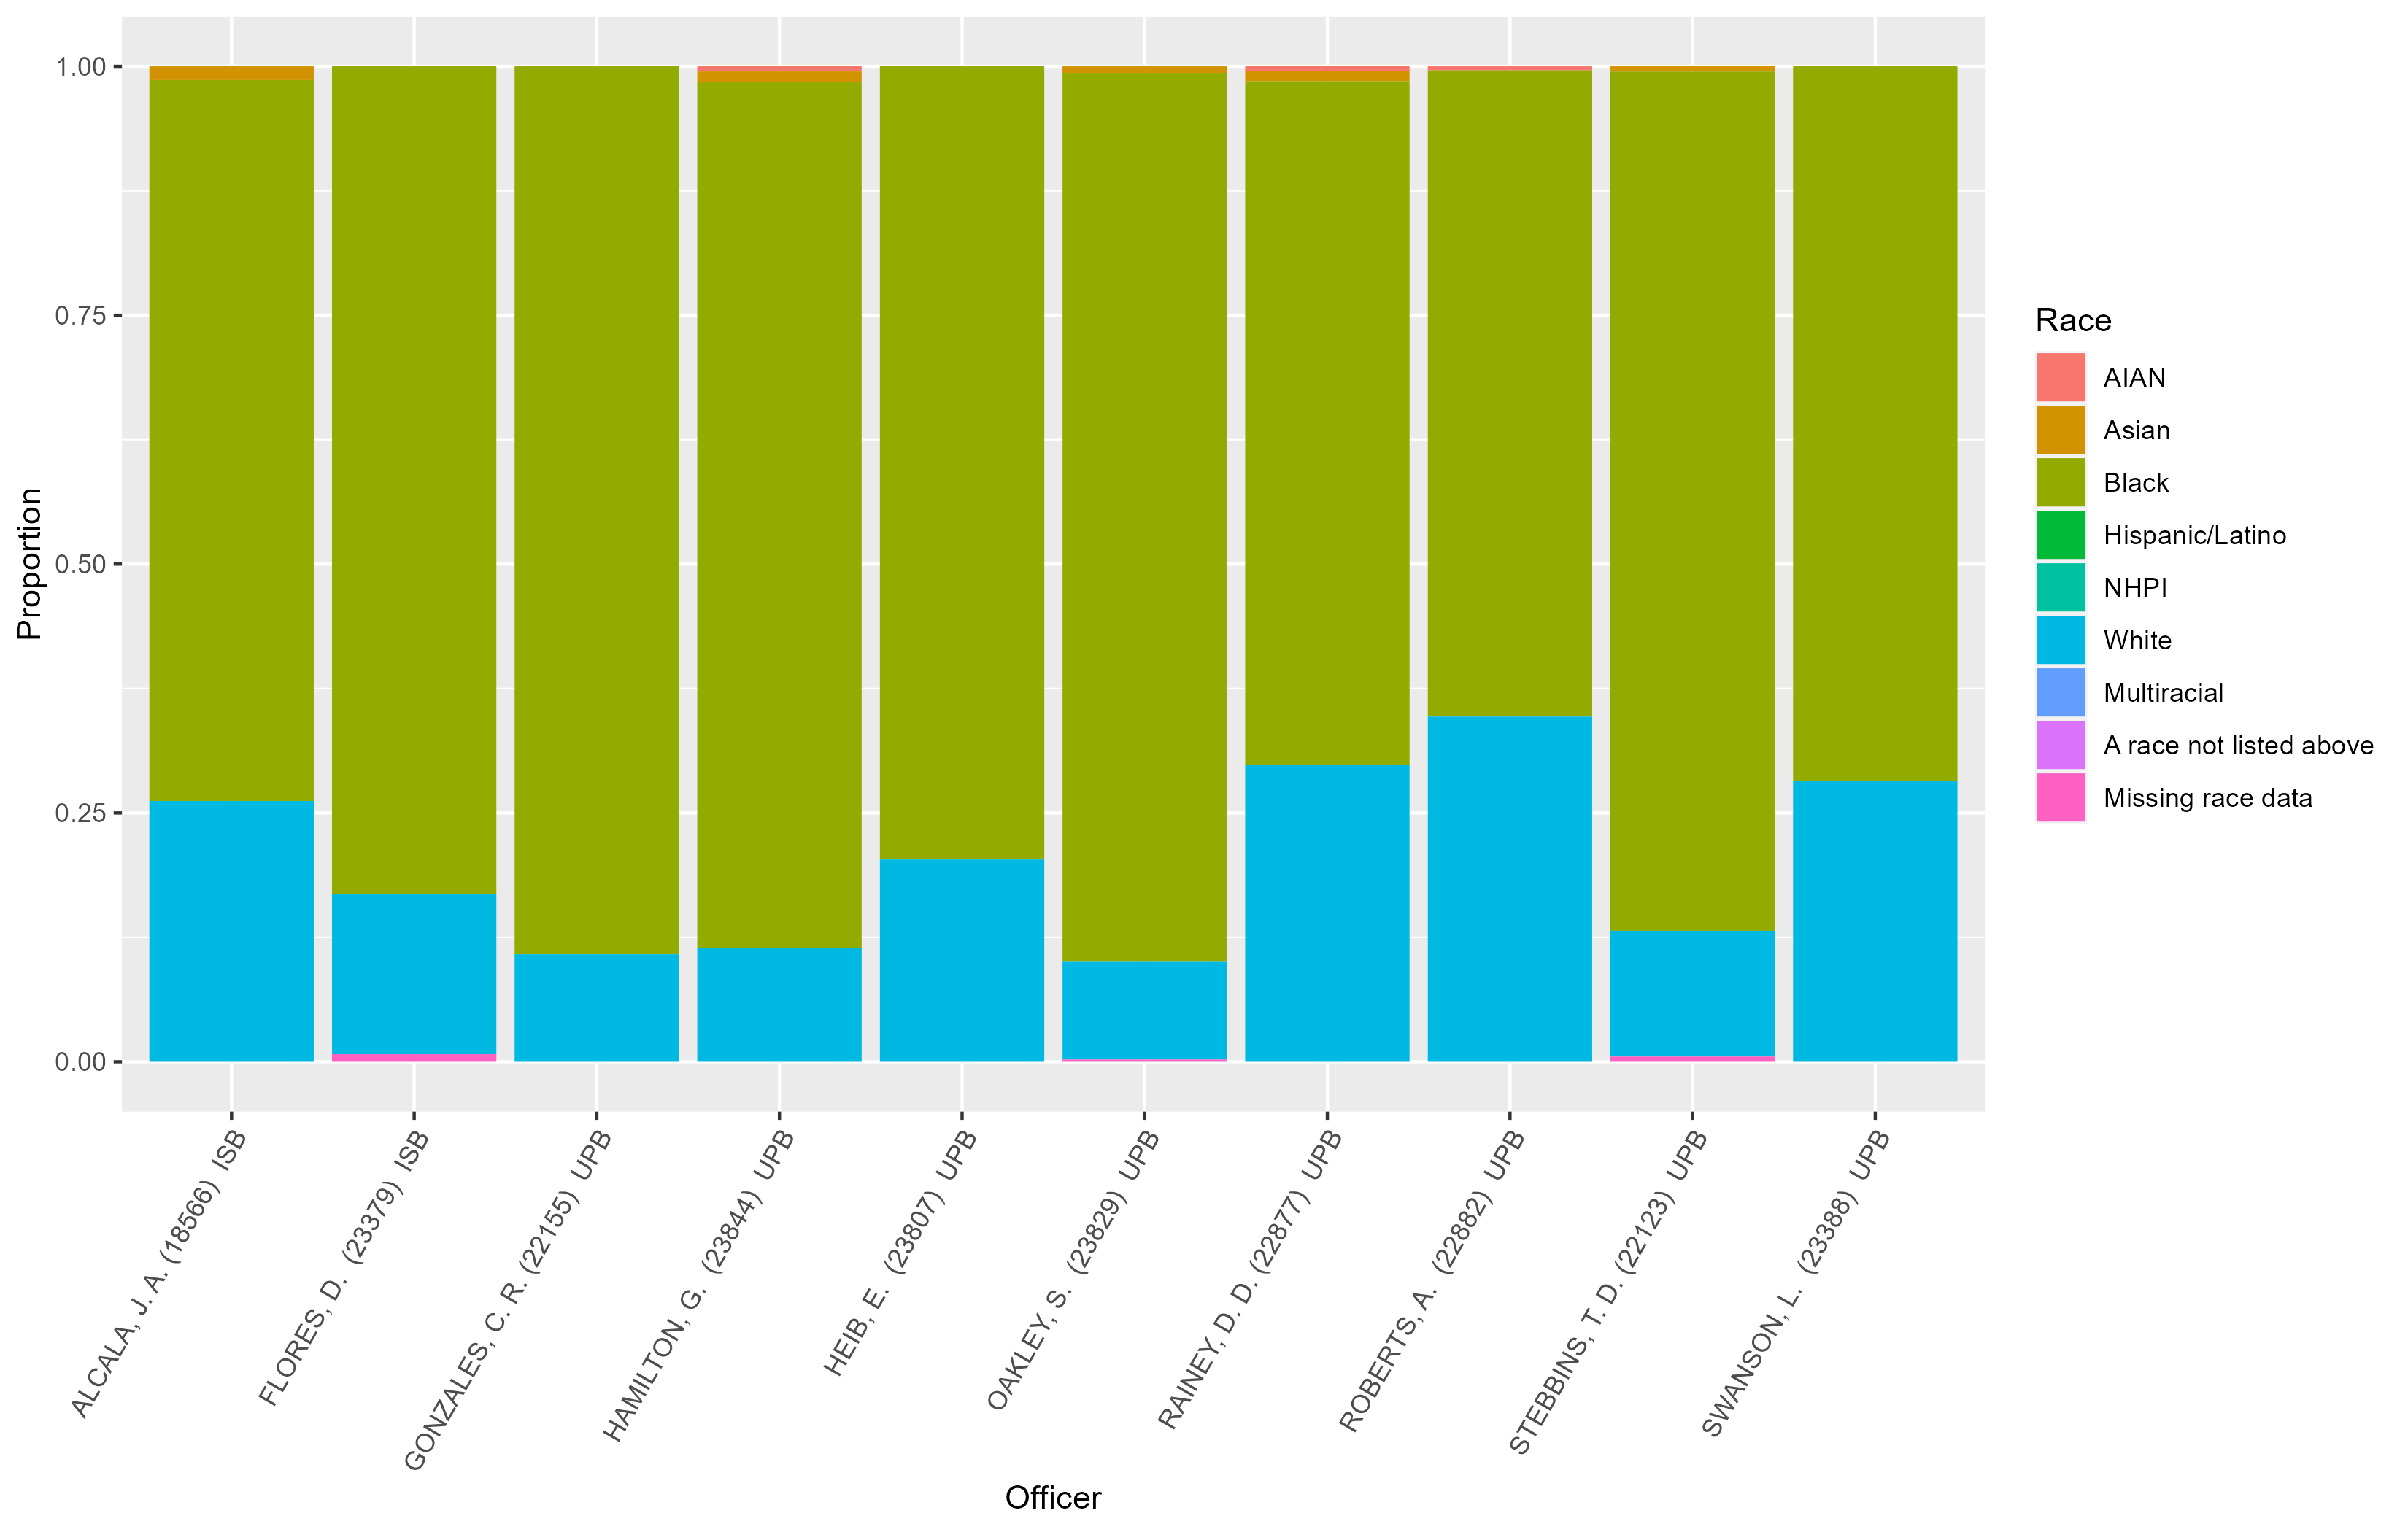 1.00
0.75
0.50
0.25
0.00
Proportion
ALCALA, J. A. (18566) ISB
FLORES, D. (23379) ISB
GONZALES, C. R. (22155) UPB
HAMILTON, G. (23844) UPB
HEIB, E. (23807) UPB
OAKLEY, S. (23829) UPB
RAINEY, D. D. (22877) UPB
ROBERTS, A. (22882) UPB
STEBBINS, T. D. (22123) UPB
SWANSON, L. (23388) UPB
Officer
Race
AIAN
Asian
Black
Hispanic/Latino
NHPI
White
Multiracial
A race not listed above
Missing race data